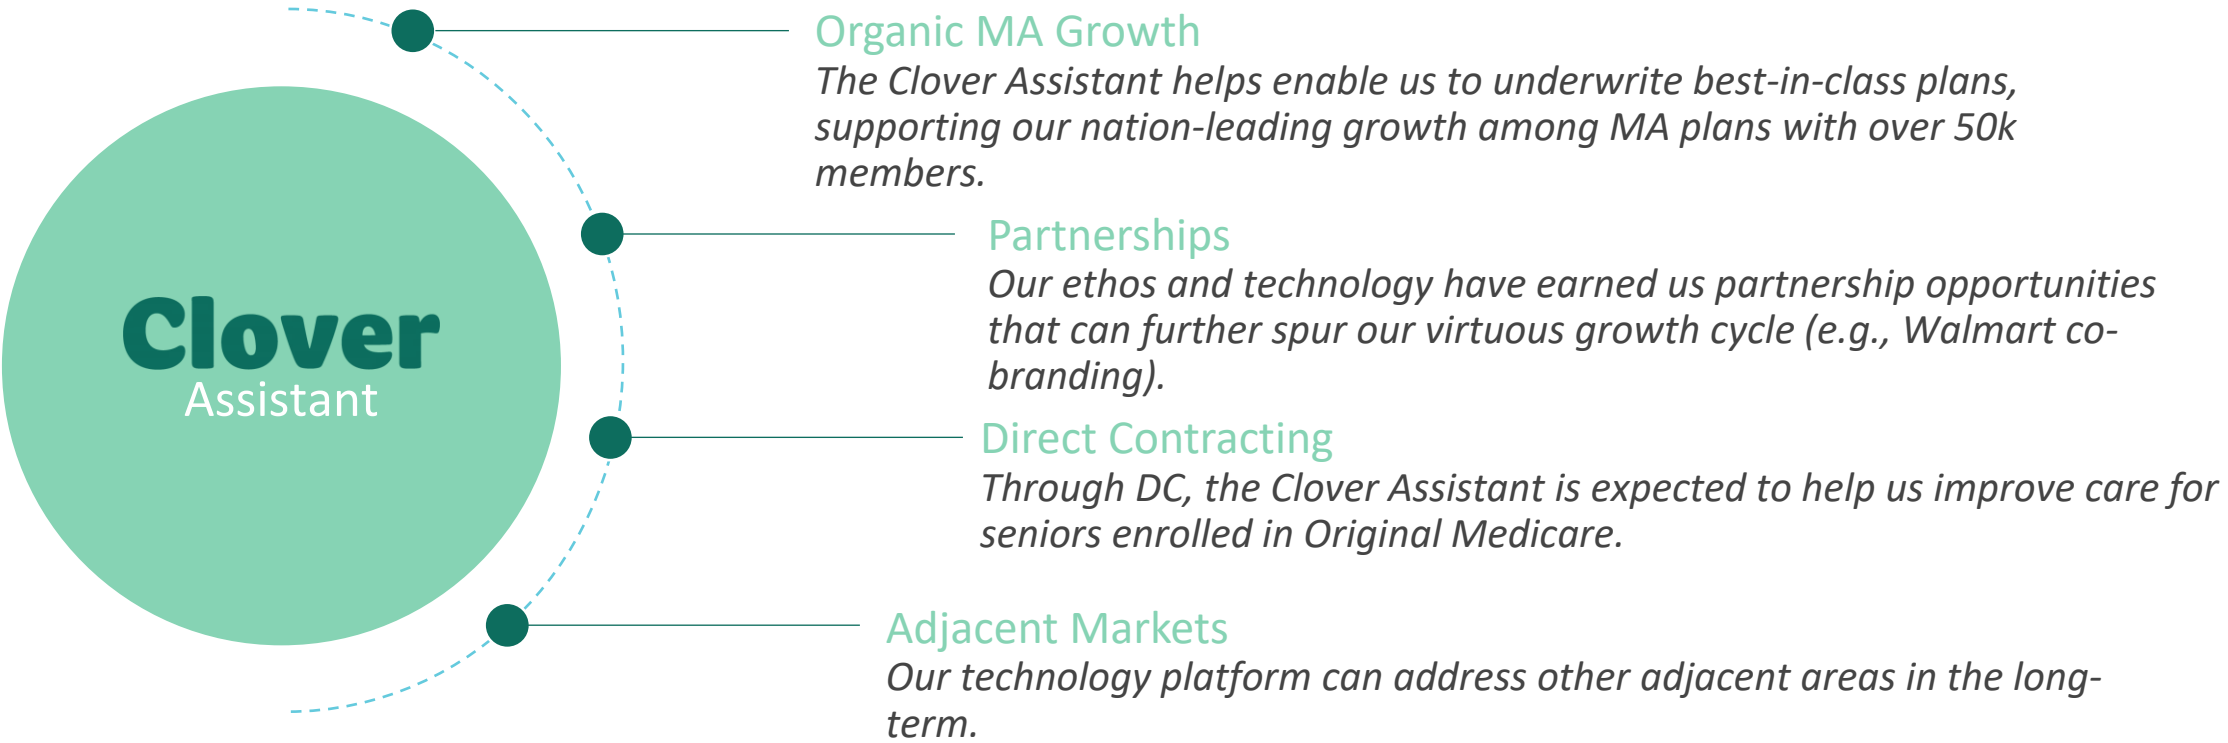 Clover
Assistant
Organic MA Growth
The Clover Assistant helps enable us to underwrite best-in-class plans,
supporting our nation-leading growth among MA plans with over 50k
members.
Partnerships
Our ethos and technology have earned us partnership opportunities
that can further spur our virtuous growth cycle (e.g., Walmart co-
branding).
Direct Contracting
Through DC, the Clover Assistant is expected to help us improve care for
seniors enrolled in Original Medicare.
Adjacent Markets
Our technology platform can address other adjacent areas in the long-
term.